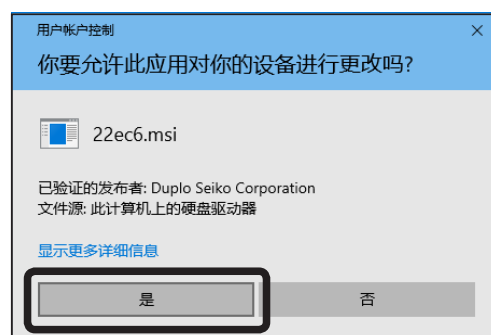 用户帐户控制
你要允许此应用对你的设备进行更改吗?
22ec6.msi
已验证的发布者: Duplo Seiko Corporation
文件源: 此计算机上的硬盘驱动器
显示更多详细信息
是
否